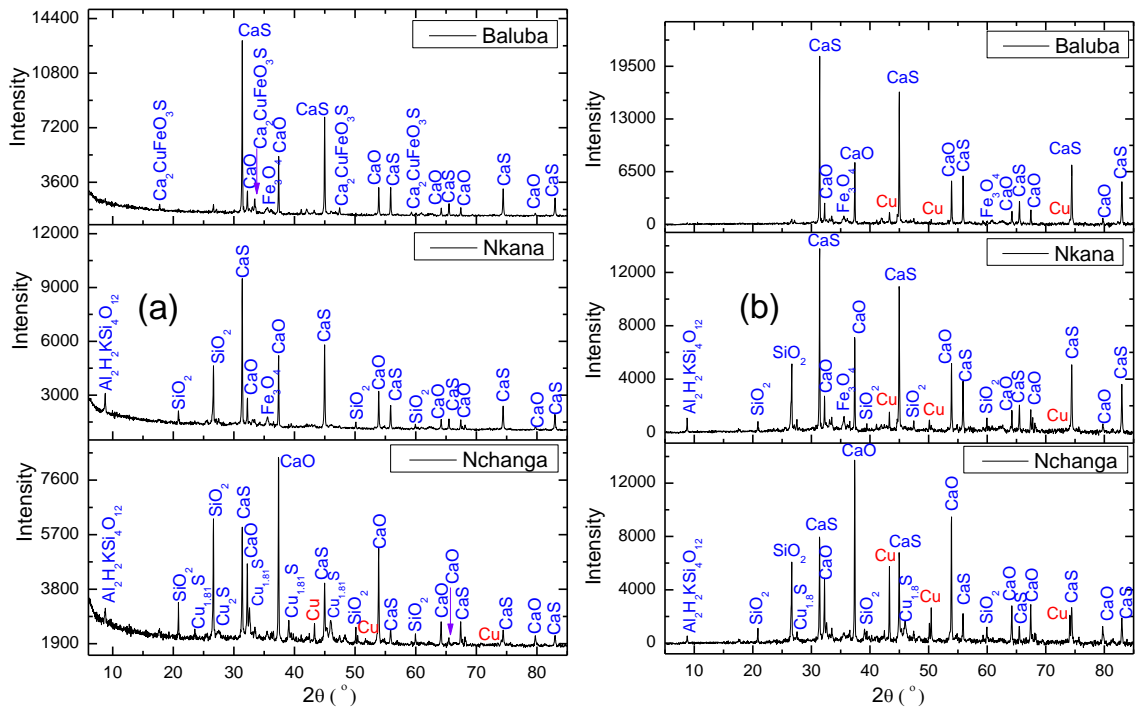 14400
10800
7200
3600
Intensity
Baluba
Ca₂CuFeO₃S
CaS
CaO
Ca₂CuFeO₃S
Fe₃O₄
CaO
CaS
Ca₂CuFeO₃S
CaO
CaS
Ca₂CuFeO₃S
CaO
CaS
CaO
CaS
CaO
CaS
12000
9000
6000
3000
Intensity
Nkana
(a)
Al₂H₂KSi₄O₁₂
SiO₂
SiO₂
CaS
CaO
Fe₃O₄
CaO
CaS
SiO₂
CaO
CaS
SiO₂
CaO
CaS
CaO
CaS
CaO
CaS
7600
5700
3800
1900
Intensity
Nchanga
Al₂H₂KSi₄O₁₂
SiO₂
Cu₁.₈₁S
SiO₂
Cu₂S
CaS
CaO
Cu₁.₈₁S
CaO
Cu₁.₈₁S
Cu
CaS
Cu₁.₈₁S
SiO₂
Cu
CaO
CaS
SiO₂
CaO
CaO
CaS
Cu
CaS
CaO
CaS
10 20 30 40 50 60 70 80
2θ (°)
19500
13000
6500
0
Intensity
Baluba
CaS
CaO
Fe₃O₄
CaO
Cu
CaS
Cu
CaO
CaS
Fe₃O₄
CaO
CaS
CaO
Cu
CaS
CaO
CaS
12000
8000
4000
0
Intensity
Nkana
(b)
Al₂H₂KSi₄O₁₂
SiO₂
SiO₂
CaS
CaO
Fe₃O₄
CaO
SiO₂
Cu
CaS
SiO₂
Cu
CaO
CaS
SiO₂
CaO
CaS
CaO
Cu
CaS
CaO
CaS
12000
8000
4000
0
Intensity
Nchanga
Al₂H₂KSi₄O₁₂
SiO₂
SiO₂
Cu₁.₈S
CaS
CaO
CaO
SiO₂
Cu
CaS
Cu₁.₈S
Cu
CaO
CaS
SiO₂
CaO
CaS
CaO
Cu
CaS
CaO
CaS
10 20 30 40 50 60 70 80
2θ (°)